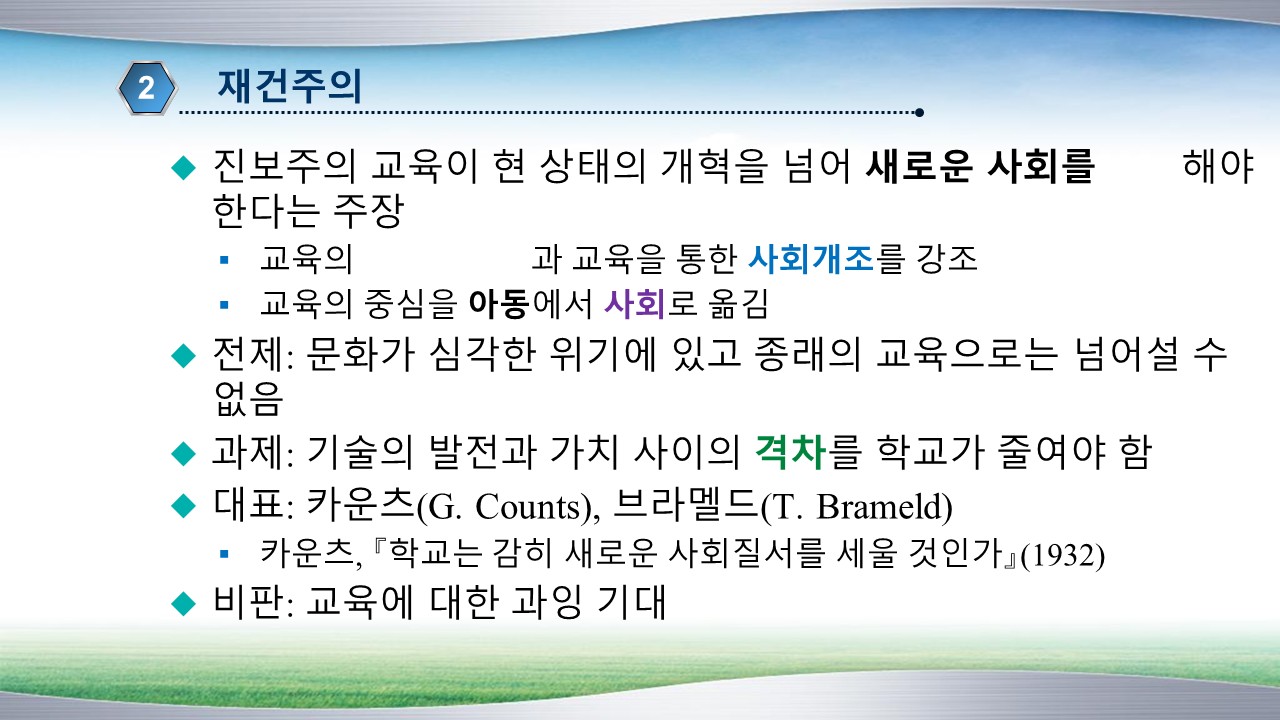 2 재건주의
진보주의 교육이 현 상태의 개혁을 넘어 새로운 사회를 해야
한다는 주장
교육의 과 교육을 통한 사회개조를 강조
교육의 중심을 아동에서 사회로 옮김
전제: 문화가 심각한 위기에 있고 종래의 교육으로는 넘어설 수
없음
과제: 기술의 발전과 가치 사이의 격차를 학교가 줄여야 함
대표: 카운츠(G. Counts), 브라멜드(T. Brameld)
카운츠, 『학교는 감히 새로운 사회질서를 세울 것인가』(1932)
비판: 교육에 대한 과잉 기대